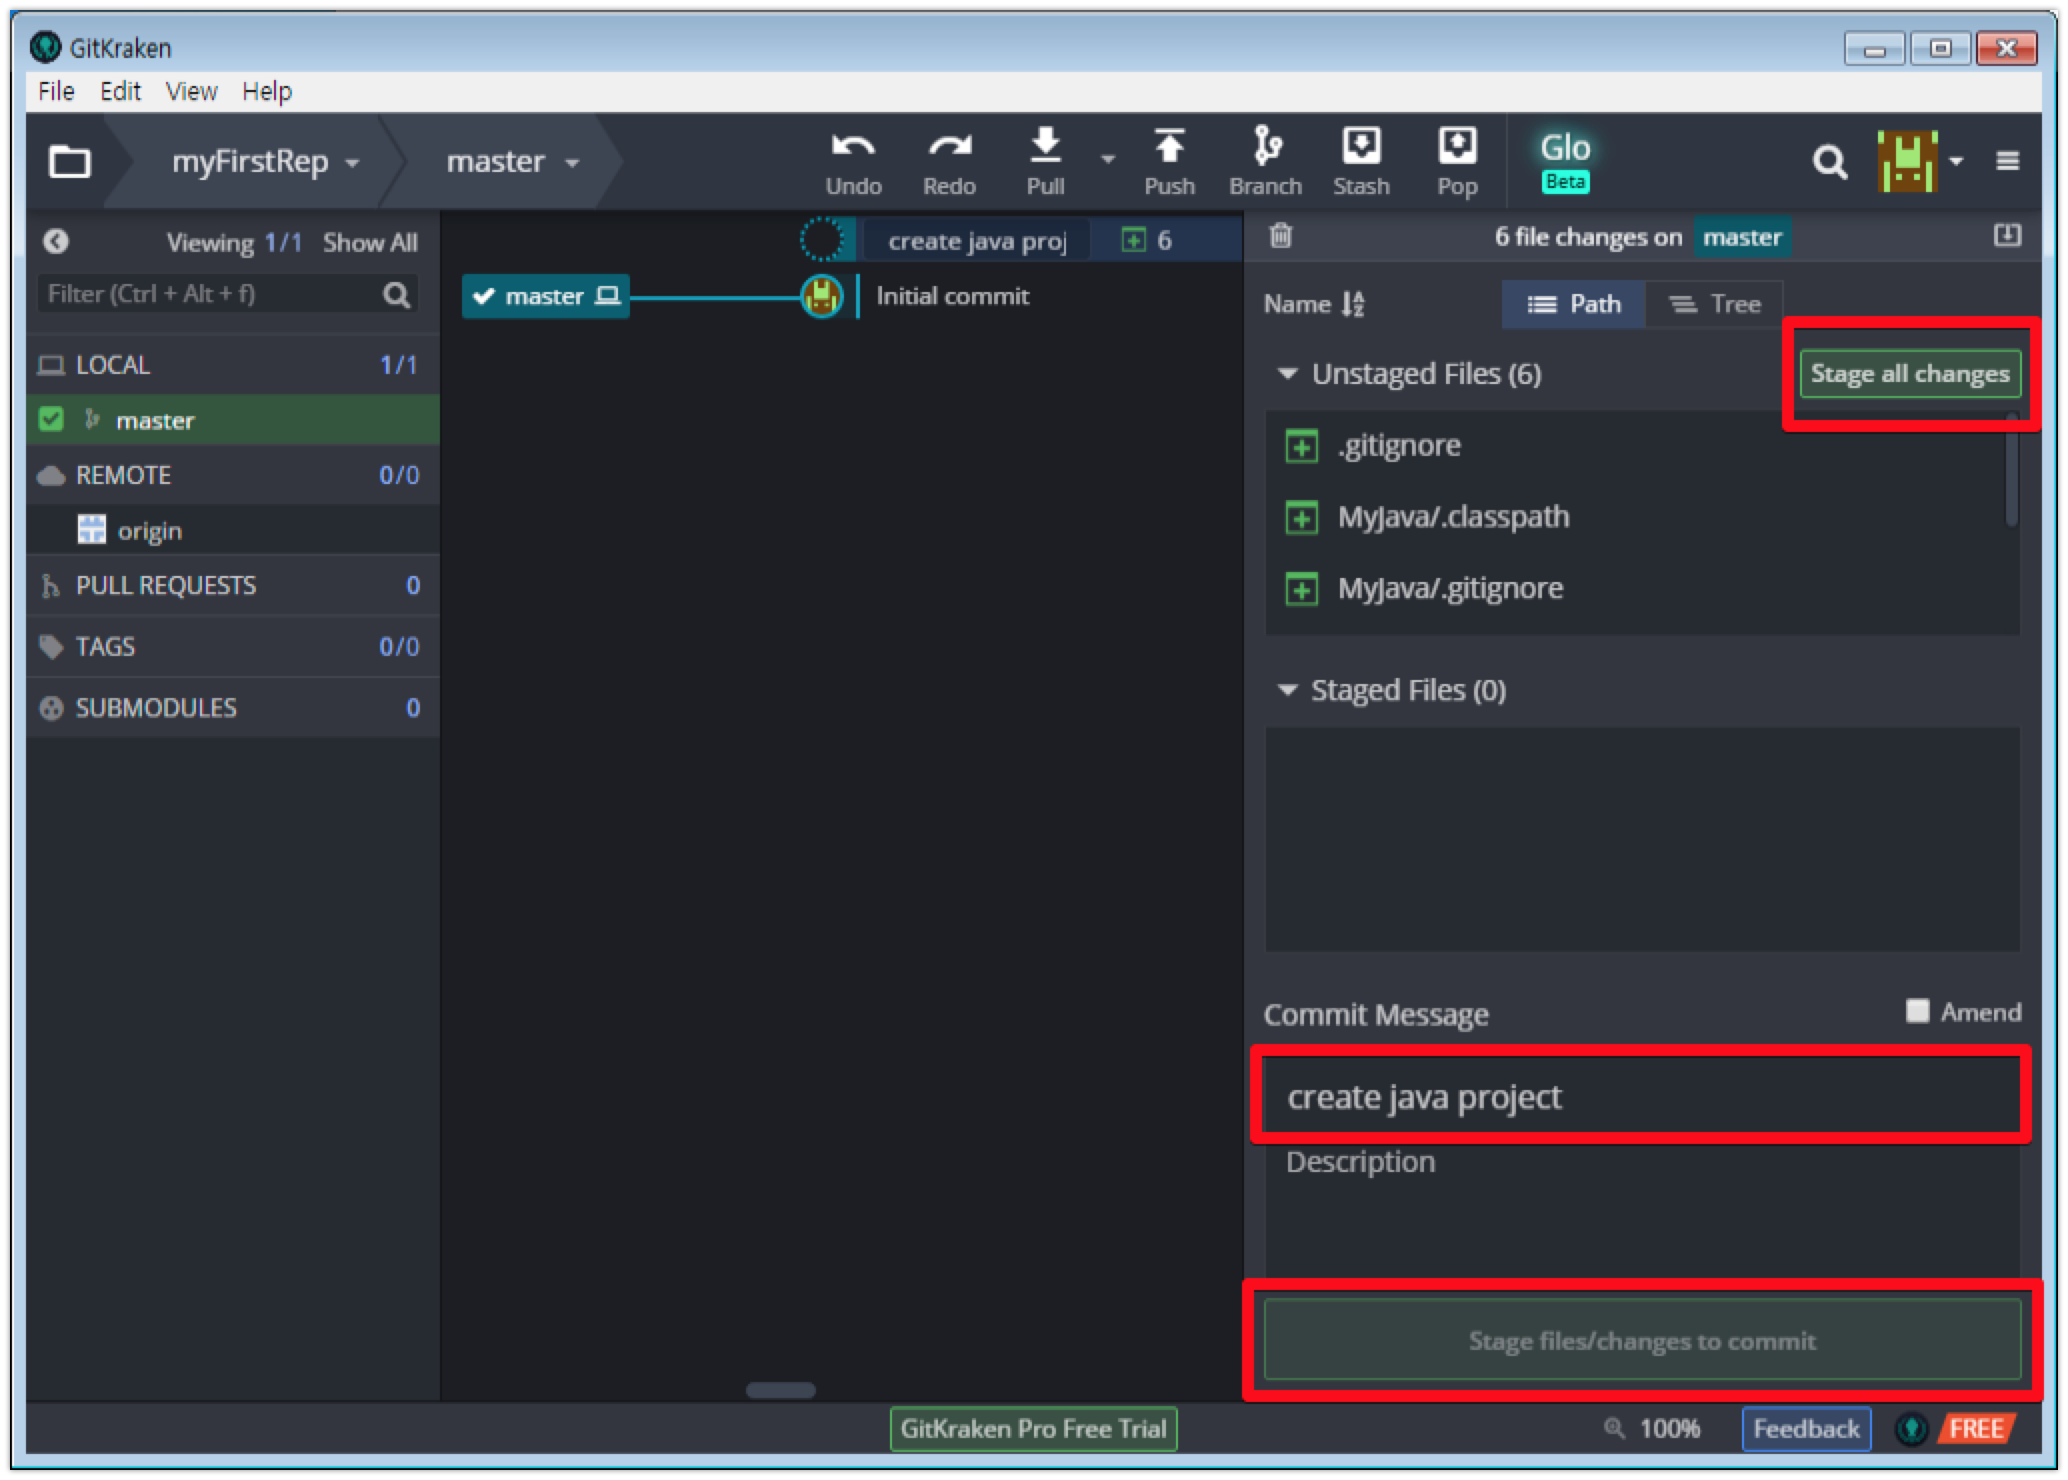 GitKraken
File Edit View Help
myFirstRep master Undo Redo Pull Push Branch Stash Pop Glo Beta
Viewing 1/1 Show All
create java proj 6
6 file changes on master
Filter (Ctrl + Alt + f)
master
Initial commit
Name Path Tree
LOCAL 1/1
Unstaged Files (6) Stage all changes
master
.gitignore
REMOTE 0/0
origin
MyJava/.classpath
PULL REQUESTS 0
MyJava/.gitignore
TAGS 0/0
SUBMODULES 0
Staged Files (0)
Commit Message Amend
create java project
Description
Stage files/changes to commit
GitKraken Pro Free Trial 100% Feedback FREE